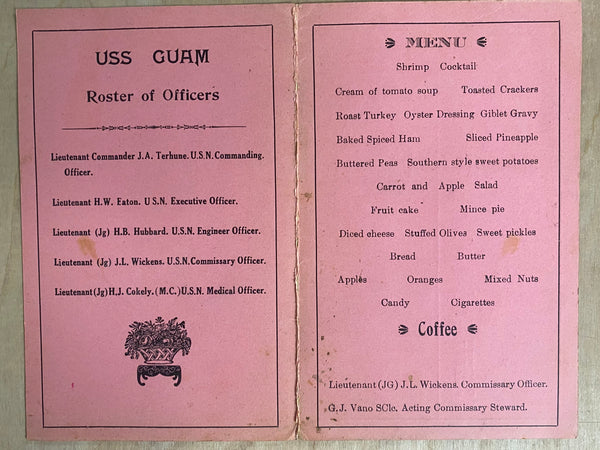 USS GUAM
Roster of Officers
Lieutenant Commander J.A. Terhune. U.S.N. Commanding.
Officer.
Lieutenant H.W. Eaton. U S.N. Executive Officer.
Lieutenant (Jg) H.B. Hubbard. U.S.N. Engineer Officer.
Lieutenant (Jg) J.L. Wickens. U.S.N. Commissary Officer.
Lieutenant (Jg) H.J. Cokely. (M.C.) U.S.N. Medical Officer.
MENU
Shrimp Cocktail
Cream of tomato soup Toasted Crackers
Roast Turkey Oyster Dressing Giblet Gravy
Baked Spiced Ham Sliced Pineapple
Buttered Peas Southern style sweet potatoes
Carrot and Apple Salad
Fruit cake Mince pie
Diced cheese Stuffed Olives Sweet pickles
Bread Butter
Apples Oranges Mixed Nuts
Candy Cigarettes
Coffee
Lieutenant (JG) J.L. Wickens. Commissary Officer.
G.J. Vano SClc. Acting Commissary Steward.